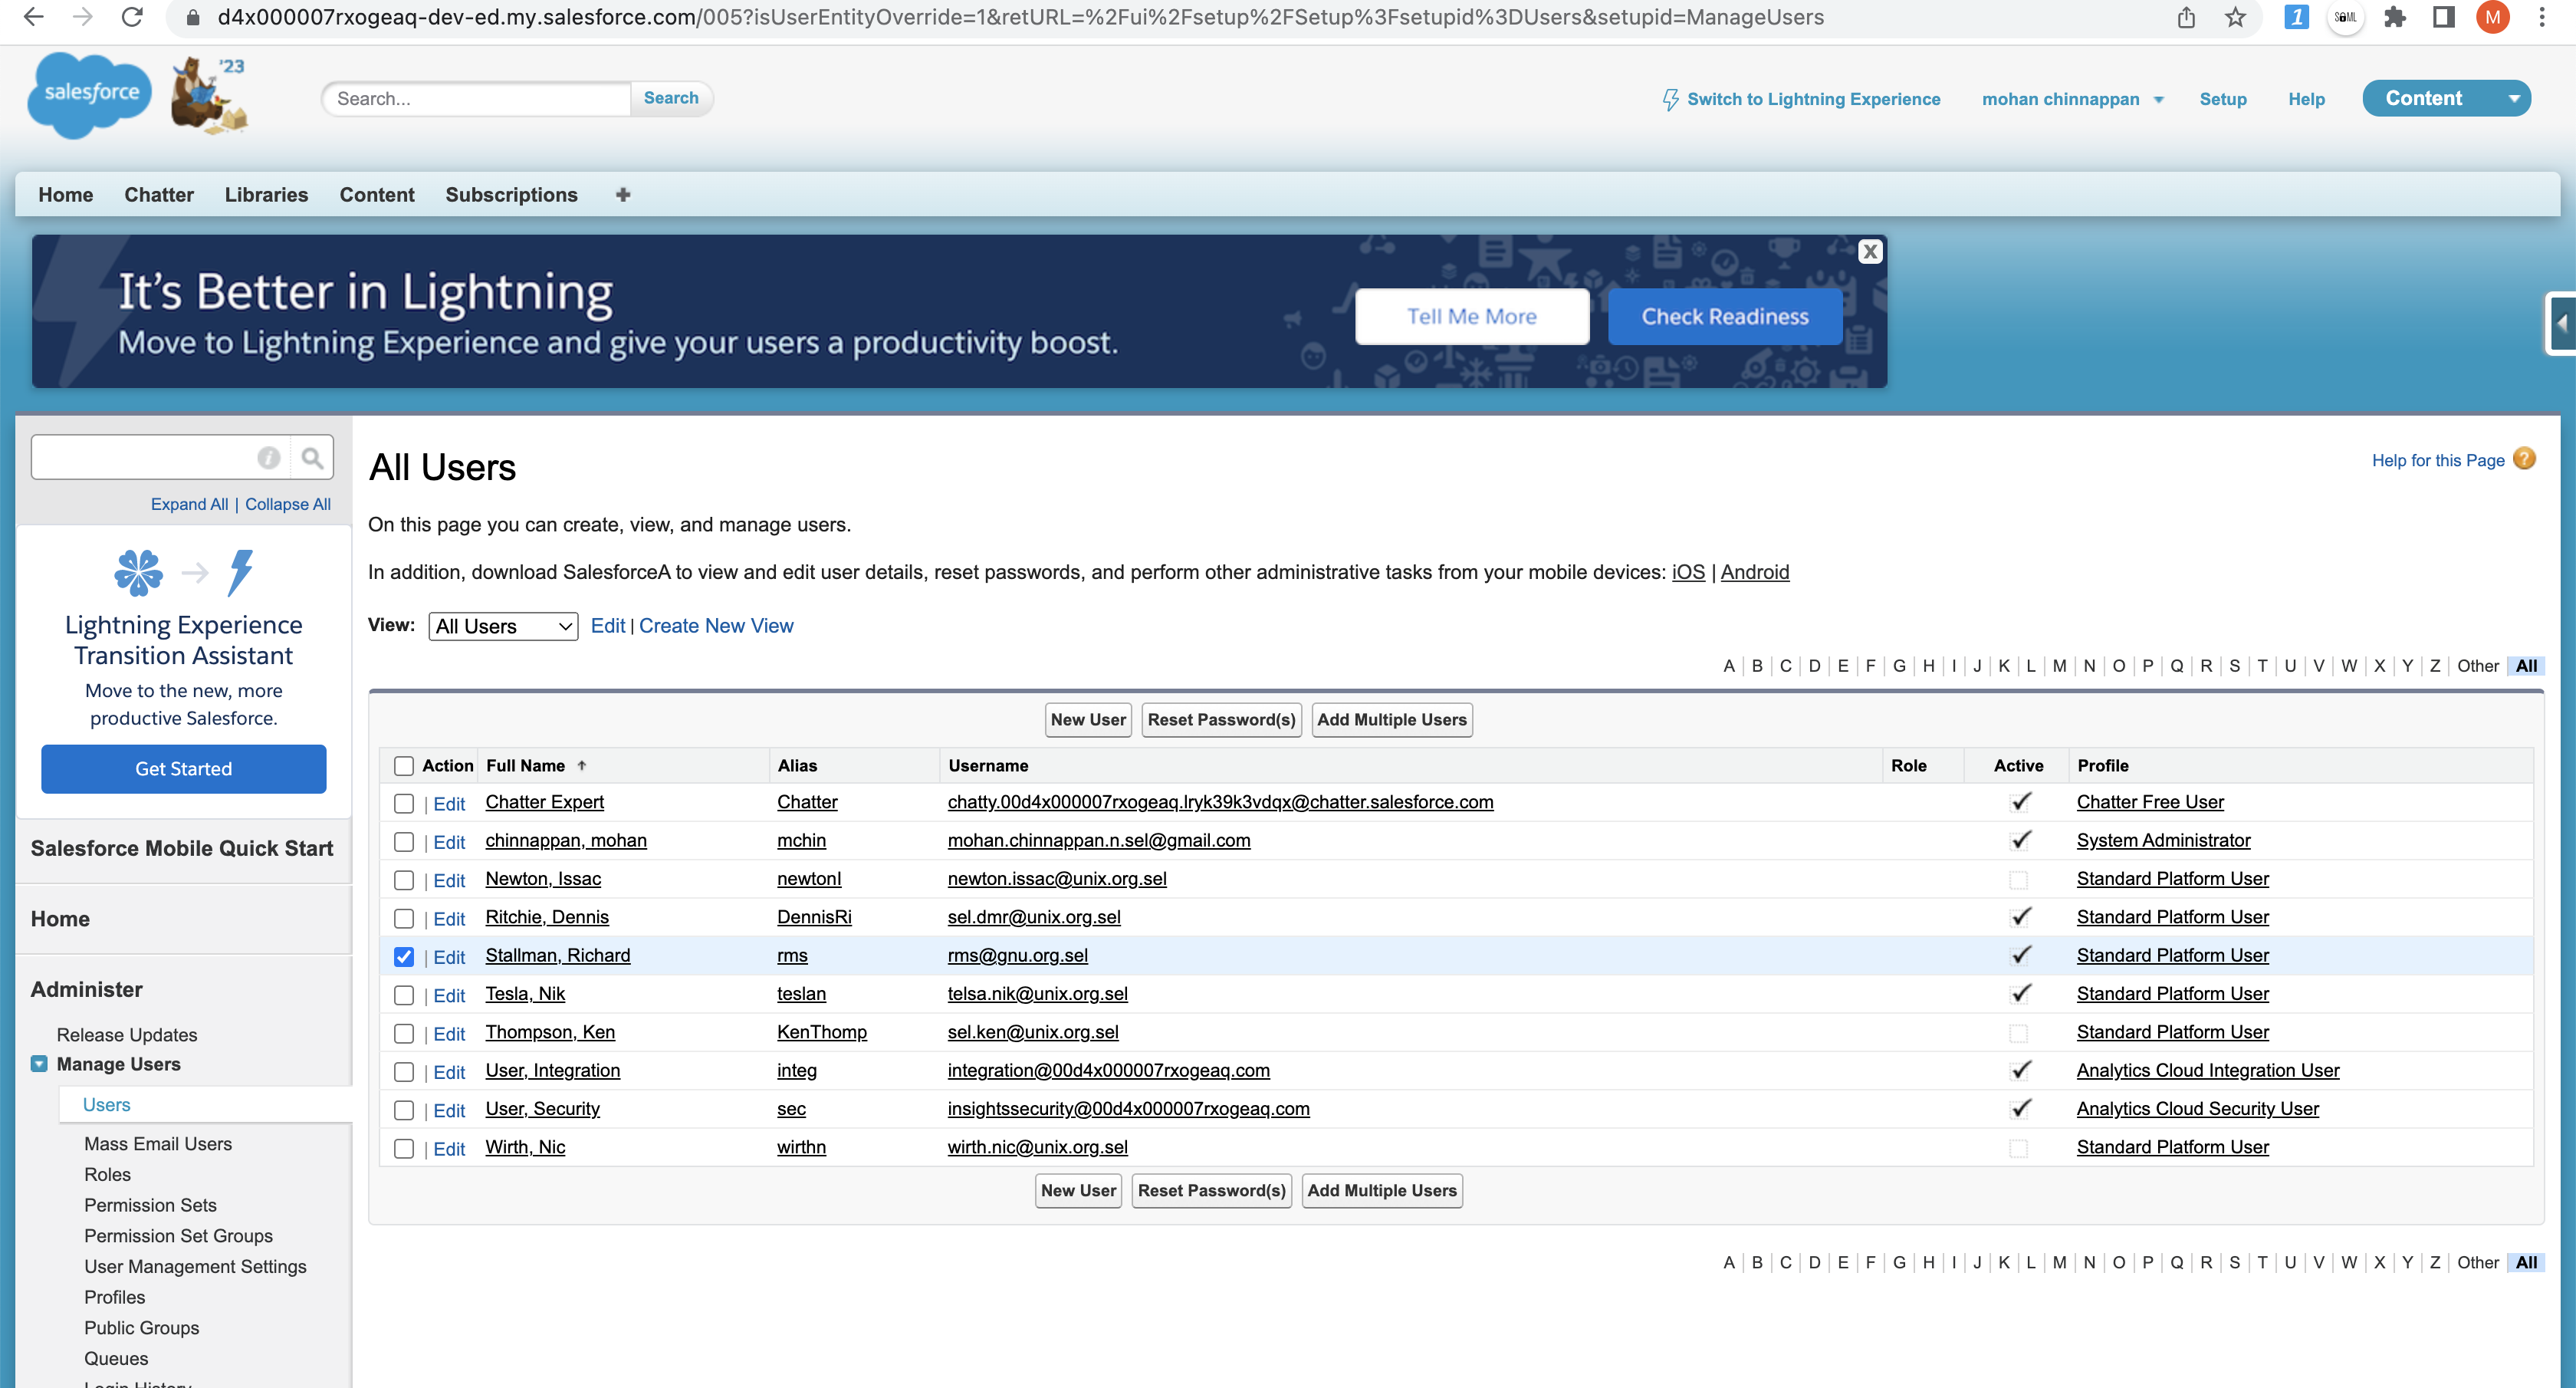 d4x000007rxogeaq-dev-ed.my.salesforce.com/005?isUserEntityOverride=1&retURL=%2Fui%2Fsetup%2FSetup%3Fsetupid%3DUsers&setupid=ManageUsers
1
SAML
M
salesforce
'23
Search...
Search
Switch to Lightning Experience
mohan chinnappan
Setup
Help
Content
Home Chatter Libraries Content Subscriptions +
It's Better in Lightning
Move to Lightning Experience and give your users a productivity boost.
Tell Me More
Check Readiness
X
Expand All | Collapse All
Lightning Experience
Transition Assistant
Move to the new, more
productive Salesforce.
Get Started
Salesforce Mobile Quick Start
Home
Administer
Release Updates
Manage Users
Users
Mass Email Users
Roles
Permission Sets
Permission Set Groups
User Management Settings
Profiles
Public Groups
Queues
Login History
All Users
Help for this Page ?
On this page you can create, view, and manage users.
In addition, download SalesforceA to view and edit user details, reset passwords, and perform other administrative tasks from your mobile devices: iOS | Android
View: All Users Edit | Create New View
A | B | C | D | E | F | G | H | I | J | K | L | M | N | O | P | Q | R | S | T | U | V | W | X | Y | Z | Other | All
New User Reset Password(s) Add Multiple Users
Action Full Name ↑ Alias Username Role Active Profile
| Edit Chatter Expert Chatter chatty.00d4x000007rxogeaq.lryk39k3vdqx@chatter.salesforce.com ✓ Chatter Free User
| Edit chinnappan, mohan mchin mohan.chinnappan.n.sel@gmail.com ✓ System Administrator
| Edit Newton, Issac newtonI newton.issac@unix.org.sel Standard Platform User
| Edit Ritchie, Dennis DennisRi sel.dmr@unix.org.sel ✓ Standard Platform User
| Edit Stallman, Richard rms rms@gnu.org.sel ✓ Standard Platform User
| Edit Tesla, Nik teslan telsa.nik@unix.org.sel ✓ Standard Platform User
| Edit Thompson, Ken KenThomp sel.ken@unix.org.sel Standard Platform User
| Edit User, Integration integ integration@00d4x000007rxogeaq.com ✓ Analytics Cloud Integration User
| Edit User, Security sec insightssecurity@00d4x000007rxogeaq.com ✓ Analytics Cloud Security User
| Edit Wirth, Nic wirthn wirth.nic@unix.org.sel Standard Platform User
New User Reset Password(s) Add Multiple Users
A | B | C | D | E | F | G | H | I | J | K | L | M | N | O | P | Q | R | S | T | U | V | W | X | Y | Z | Other | All